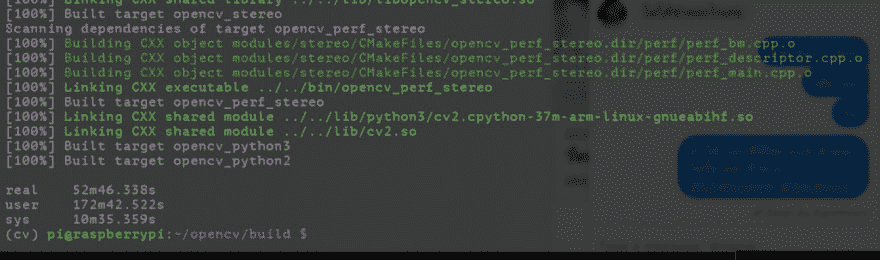 [100%] Linking CXX shared library ../../lib/libopencv_stereo.so
[100%] Built target opencv_stereo
Scanning dependencies of target opencv_perf_stereo
[100%] Building CXX object modules/stereo/CMakeFiles/opencv_perf_stereo.dir/perf/perf_bm.cpp.o
[100%] Building CXX object modules/stereo/CMakeFiles/opencv_perf_stereo.dir/perf/perf_descriptor.cpp.o
[100%] Building CXX object modules/stereo/CMakeFiles/opencv_perf_stereo.dir/perf/perf_main.cpp.o
[100%] Linking CXX executable ../../bin/opencv_perf_stereo
[100%] Built target opencv_perf_stereo
[100%] Linking CXX shared module ../../lib/python3/cv2.cpython-37m-arm-linux-gnueabihf.so
[100%] Linking CXX shared module ../../lib/cv2.so
[100%] Built target opencv_python3
[100%] Built target opencv_python2
real 52m46.338s
user 172m42.522s
sys 10m35.359s
(cv) pi@raspberrypi:~/opencv/build $